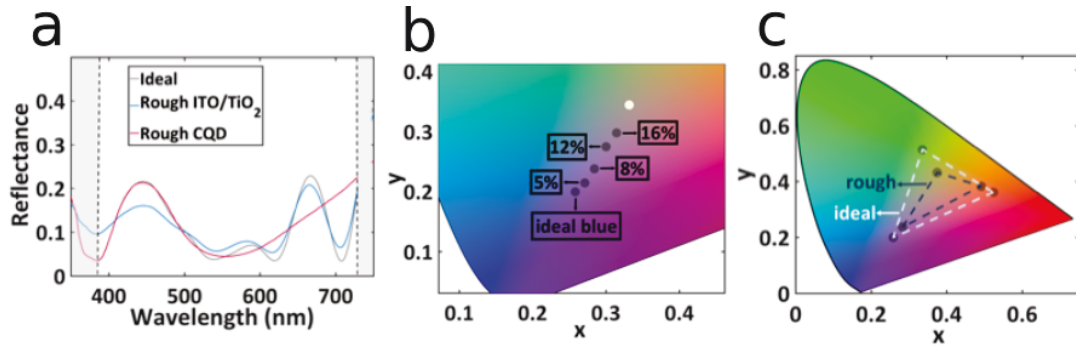 a
b
c
Reflectance
0.4
0.3
0.2
0.1
0
Ideal
Rough ITO/TiO₂
Rough CQD
400
500
600
700
Wavelength (nm)
y
0.4
0.3
0.2
0.1
12%
16%
5%
8%
ideal blue
0.1
0.2
0.3
0.4
x
y
0.8
0.6
0.4
0.2
0
rough
ideal
0
0.2
0.4
0.6
x